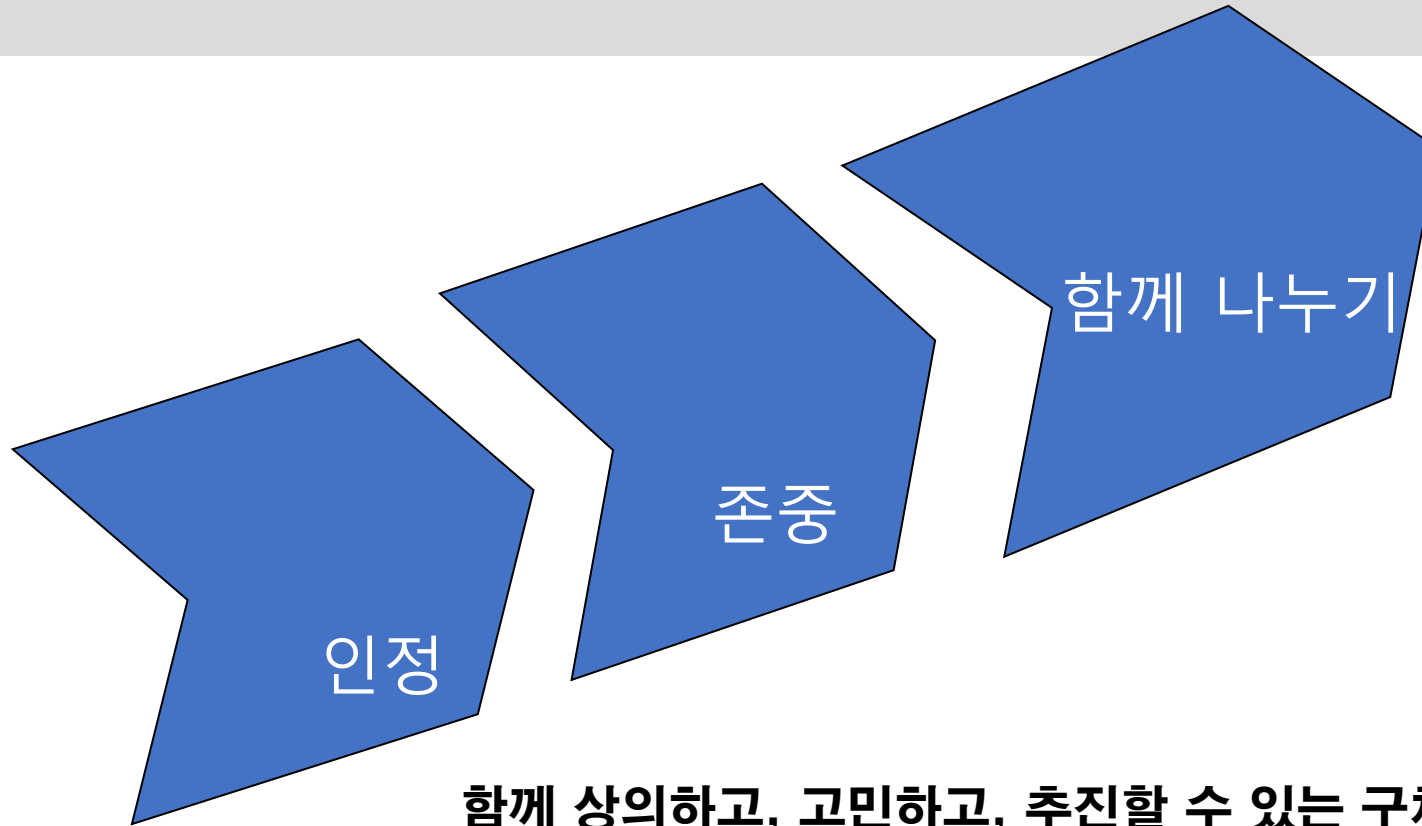 함께 나누기
존중
인정
함께 상의하고, 고민하고, 추진할 수 있는